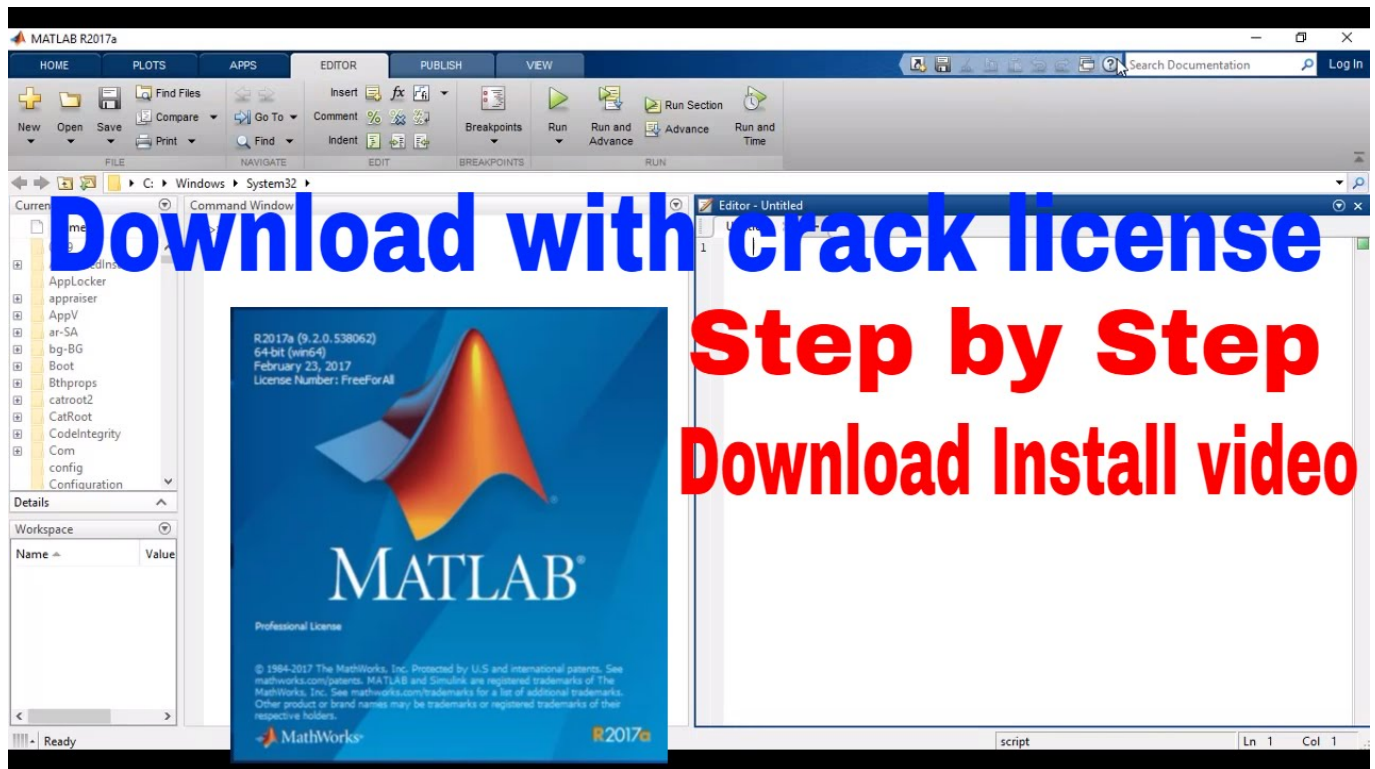 MATLAB R2017a
HOME PLOTS APPS EDITOR PUBLISH VIEW
Search Documentation
Log In
New
Open
Save
Find Files
Compare
Print
FILE
Go To
Find
NAVIGATE
Insert
fx
Comment
Indent
EDIT
Breakpoints
BREAKPOINTS
Run
Run and
Advance
Run Section
Advance
Run and
Time
RUN
C: Windows System32
Command Window
Editor - Untitled
1
Download with crack license
Step by Step
Download Install video
AppLocker
appraiser
AppV
ar-SA
bg-BG
Boot
Bthprops
catroot2
CatRoot
CodeIntegrity
Com
config
Configuration
Details
Workspace
Name Value
R2017a (9.2.0.538062)
64-bit (win64)
February 23, 2017
License Number: FreeForAll
MATLAB®
Professional License
© 1984-2017 The MathWorks, Inc. Protected by U.S and international patents. See
mathworks.com/patents. MATLAB and Simulink are registered trademarks of The
MathWorks, Inc. See mathworks.com/trademarks for a list of additional trademarks.
Other product or brand names may be trademarks or registered trademarks of their
respective holders.
MathWorks®
R2017a
Ready
script
Ln 1 Col 1